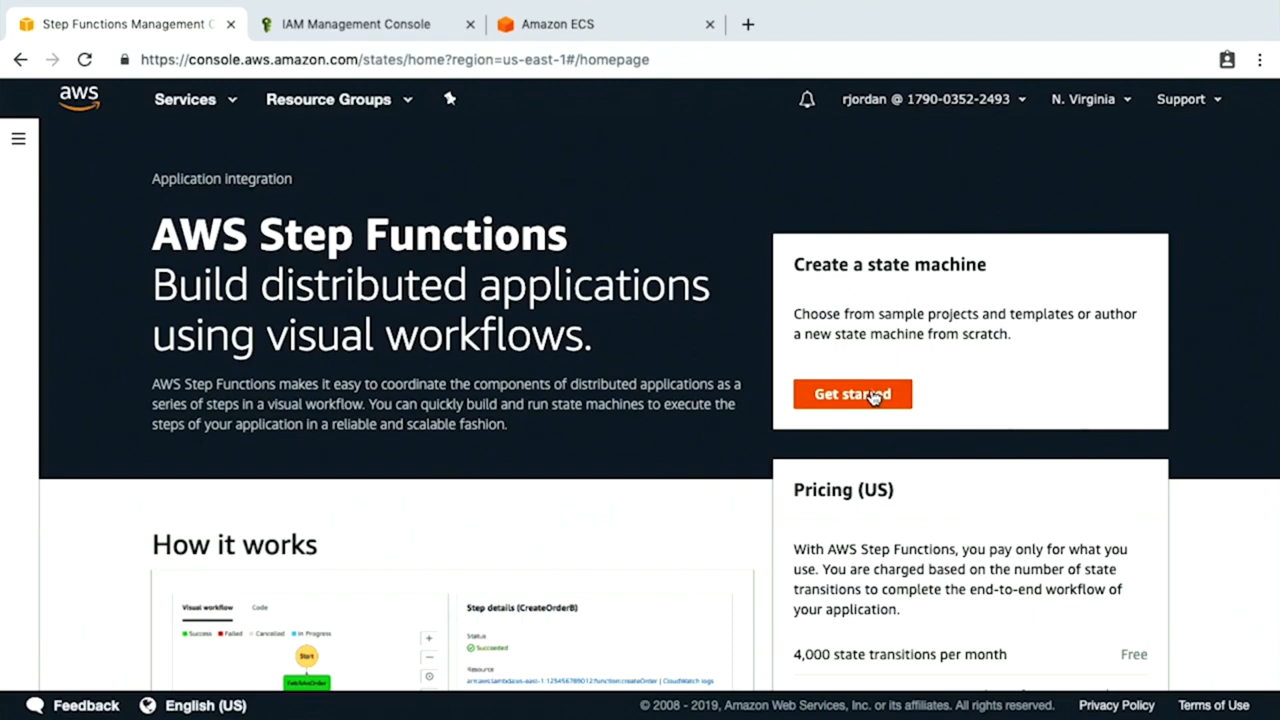 Step Functions Management C
IAM Management Console
Amazon ECS
https://console.aws.amazon.com/states/home?region=us-east-1#/homepage
aws
Services
Resource Groups
rjordan @ 1790-0352-2493
N. Virginia
Support
Application integration
AWS Step Functions
Build distributed applications
using visual workflows.
AWS Step Functions makes it easy to coordinate the components of distributed applications as a
series of steps in a visual workflow. You can quickly build and run state machines to execute the
steps of your application in a reliable and scalable fashion.
Create a state machine
Choose from sample projects and templates or author
a new state machine from scratch.
Get started
Pricing (US)
With AWS Step Functions, you pay only for what you
use. You are charged based on the number of state
transitions to complete the end-to-end workflow of
your application.
4,000 state transitions per month
Free
How it works
Visual workflow
Code
Success
Failed
Cancelled
In Progress
Start
Step details (CreateOrderB)
Status
Succeeded
Resource
Feedback
English (US)
© 2008 - 2019, Amazon Web Services, Inc. or its affiliates. All rights reserved.
Privacy Policy
Terms of Use